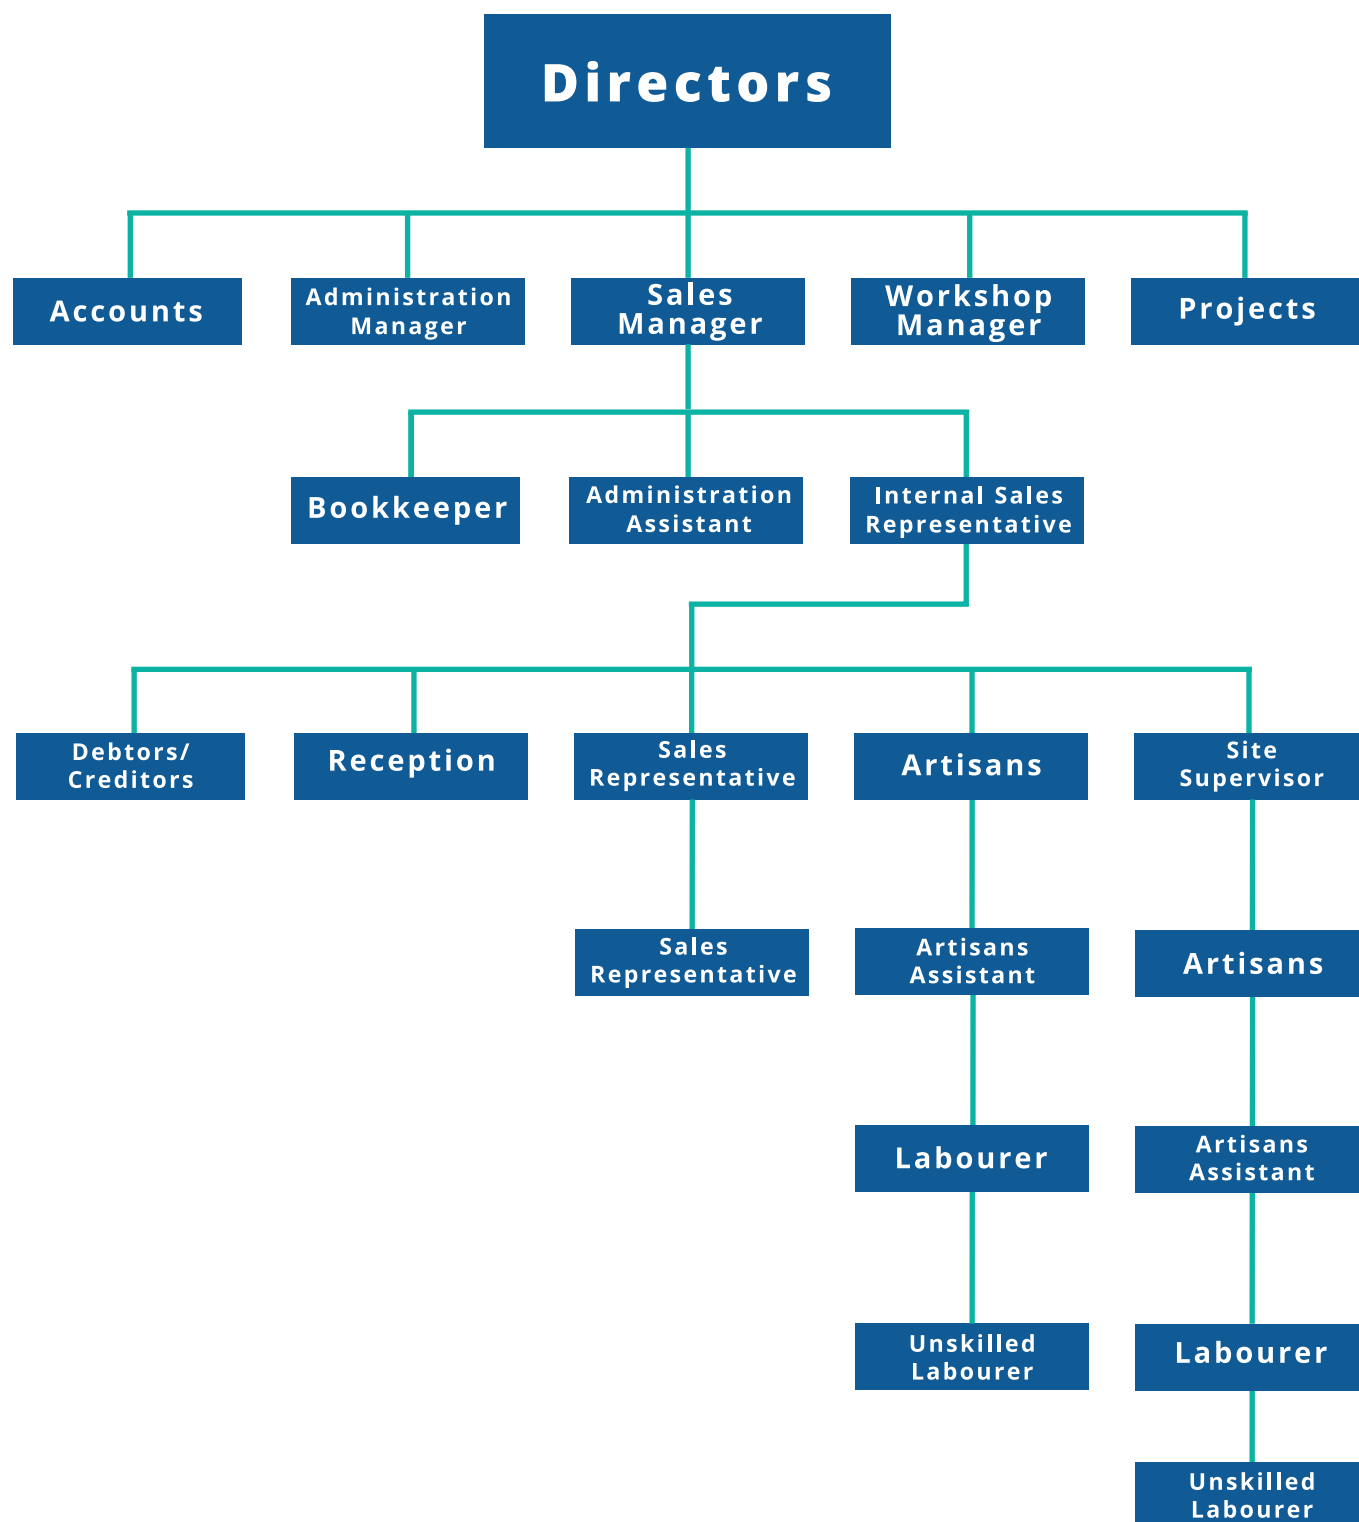 Directors
Accounts
Administration
Manager
Sales
Manager
Workshop
Manager
Projects
Bookkeeper
Administration
Assistant
Internal Sales
Representative
Debtors/
Creditors
Reception
Sales
Representative
Artisans
Site
Supervisor
Sales
Representative
Artisans
Assistant
Artisans
Labourer
Artisans
Assistant
Unskilled
Labourer
Labourer
Unskilled
Labourer